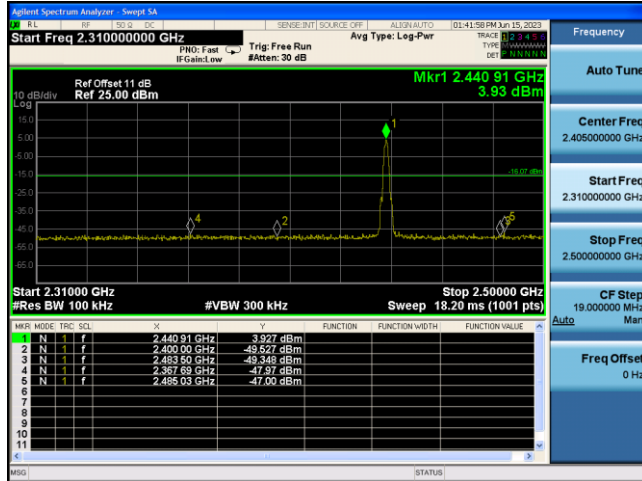 Agilent Spectrum Analyzer - Swept SA
RL RF 50 Ω DC SENSE:INT SOURCE OFF ALIGN AUTO 01:41:58 PM Jun 15, 2023
Start Freq 2.310000000 GHz
Avg Type: Log-Pwr
TRACE 1 2 3 4 5 6
TYPE M W W W W W
DET P N N N N N
PNO: Fast
IFGain:Low
Trig: Free Run
#Atten: 30 dB
Ref Offset 11 dB
Ref 25.00 dBm
Mkr1 2.440 91 GHz
3.93 dBm
10 dB/div
Log
15.0
5.00
-5.00
-15.0
-25.0
-35.0
-45.0
-55.0
-65.0
1
-16.07 dBm
4
2
5
Start 2.31000 GHz
Stop 2.50000 GHz
#Res BW 100 kHz
#VBW 300 kHz
Sweep 18.20 ms (1001 pts)
MKR MODE TRC SCL X Y FUNCTION FUNCTION WIDTH FUNCTION VALUE
1 N 1 f 2.440 91 GHz 3.927 dBm
2 N 1 f 2.400 00 GHz -49.527 dBm
3 N 1 f 2.483 50 GHz -49.348 dBm
4 N 1 f 2.367 69 GHz -47.97 dBm
5 N 1 f 2.485 03 GHz -47.00 dBm
6
7
8
9
10
11
MSG
STATUS
Frequency
Auto Tune
Center Freq
2.405000000 GHz
Start Freq
2.310000000 GHz
Stop Freq
2.500000000 GHz
CF Step
19.000000 MHz
Auto Man
Freq Offset
0 Hz